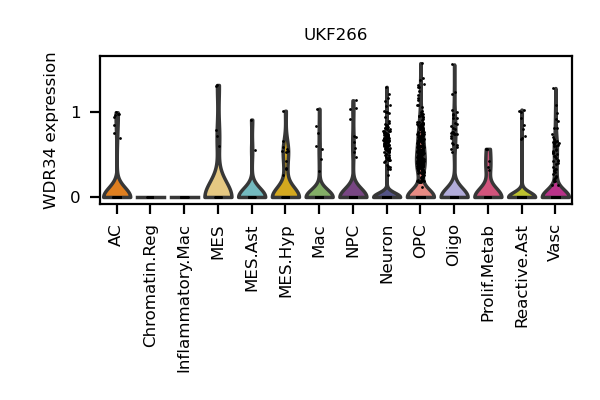 UKF266
WDR34 expression
1
0
AC
Chromatin.Reg
Inflammatory.Mac
MES
MES.Ast
MES.Hyp
Mac
NPC
Neuron
OPC
Oligo
Prolif.Metab
Reactive.Ast
Vasc